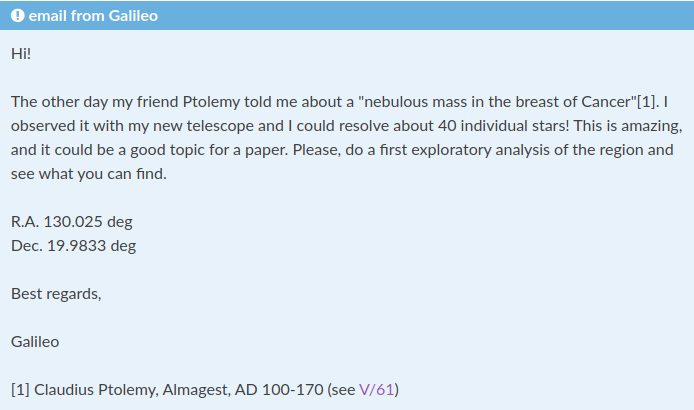 email from Galileo
Hi!
The other day my friend Ptolemy told me about a "nebulous mass in the breast of Cancer"[1]. I
observed it with my new telescope and I could resolve about 40 individual stars! This is amazing,
and it could be a good topic for a paper. Please, do a first exploratory analysis of the region and
see what you can find.
R.A. 130.025 deg
Dec. 19.9833 deg
Best regards,
Galileo
[1] Claudius Ptolemy, Almagest, AD 100-170 (see V/61)